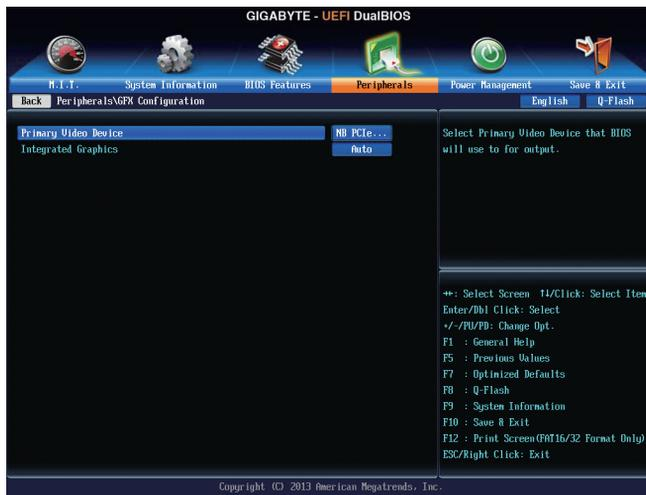 GIGABYTE - UEFI DualBIOS
M.I.T. System Information BIOS Features Peripherals Power Management Save & Exit
Back Peripherals\GFX Configuration English Q-Flash
Primary Video Device NB PCIe...
Integrated Graphics Auto
Select Primary Video Device that BIOS
will use to for output.
→←: Select Screen ↑↓/Click: Select Item
Enter/Dbl Click: Select
+/-/PU/PD: Change Opt.
F1 : General Help
F5 : Previous Values
F7 : Optimized Defaults
F8 : Q-Flash
F9 : System Information
F10 : Save & Exit
F12 : Print Screen(FAT16/32 Format Only)
ESC/Right Click: Exit
Copyright (C) 2013 American Megatrends, Inc.